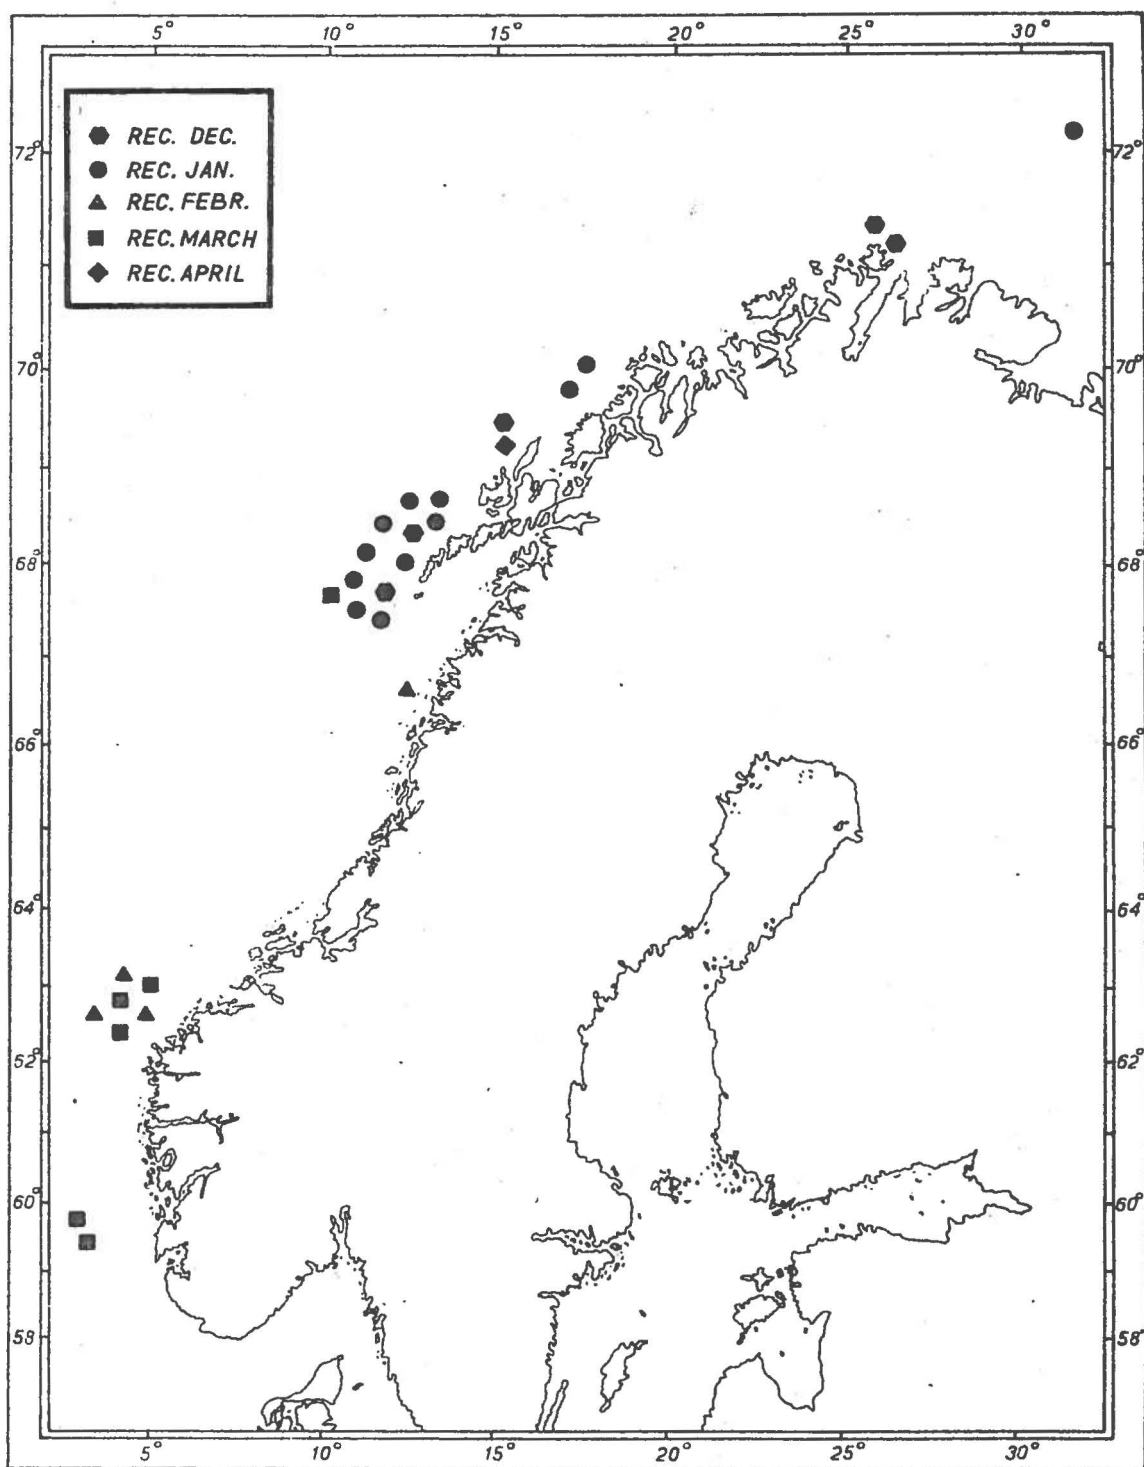 5° 10° 15° 20° 25° 30°
REC. DEC.
REC. JAN.
REC. FEBR.
REC. MARCH
REC. APRIL
72° 72°
70° 70°
68° 68°
66° 66°
64° 64°
62° 62°
60° 60°
58° 58°
5° 10° 15° 20° 25° 30°